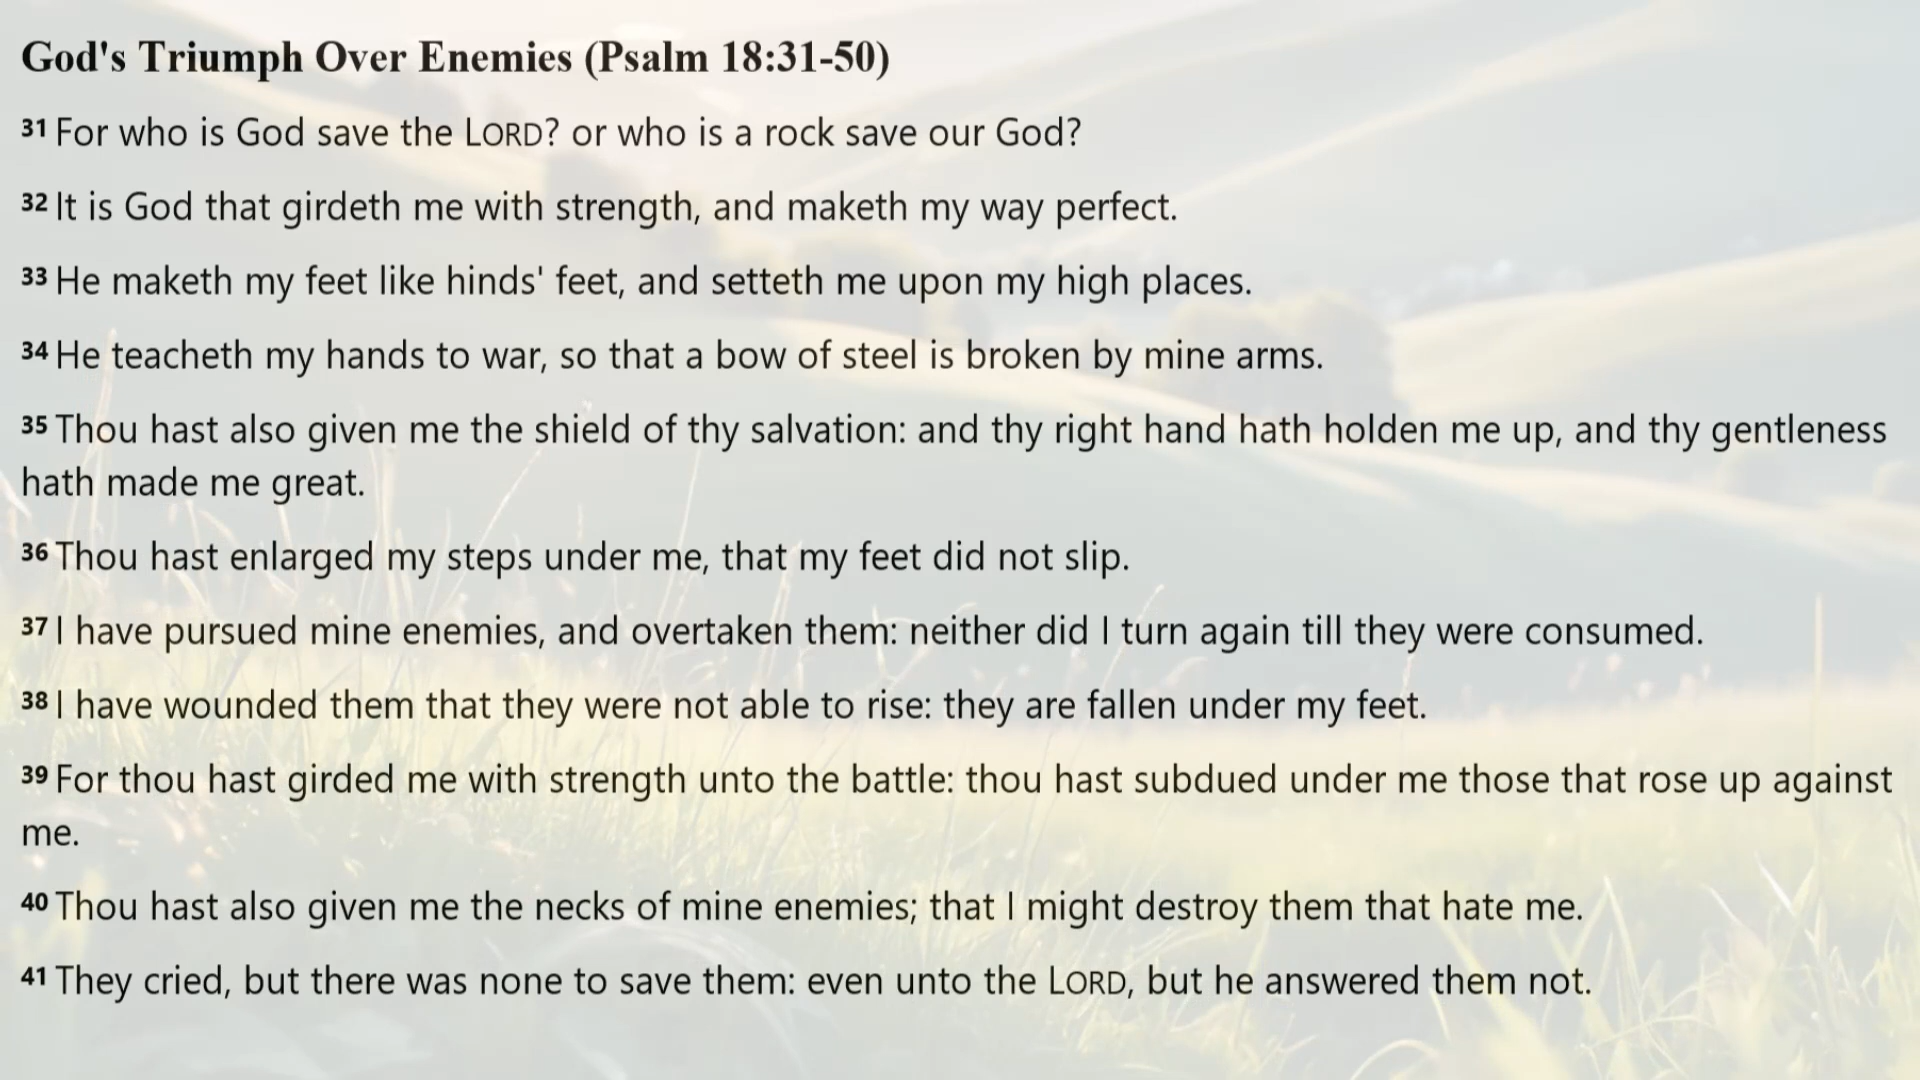 God's Triumph Over Enemies (Psalm 18:31-50)
31 For who is God save the LORD? or who is a rock save our God?
32 It is God that girdeth me with strength, and maketh my way perfect.
33 He maketh my feet like hinds' feet, and setteth me upon my high places.
34 He teacheth my hands to war, so that a bow of steel is broken by mine arms.
35 Thou hast also given me the shield of thy salvation: and thy right hand hath holden me up, and thy gentleness
hath made me great.
36 Thou hast enlarged my steps under me, that my feet did not slip.
37 I have pursued mine enemies, and overtaken them: neither did I turn again till they were consumed.
38 I have wounded them that they were not able to rise: they are fallen under my feet.
39 For thou hast girded me with strength unto the battle: thou hast subdued under me those that rose up against
me.
40 Thou hast also given me the necks of mine enemies; that I might destroy them that hate me.
41 They cried, but there was none to save them: even unto the LORD, but he answered them not.